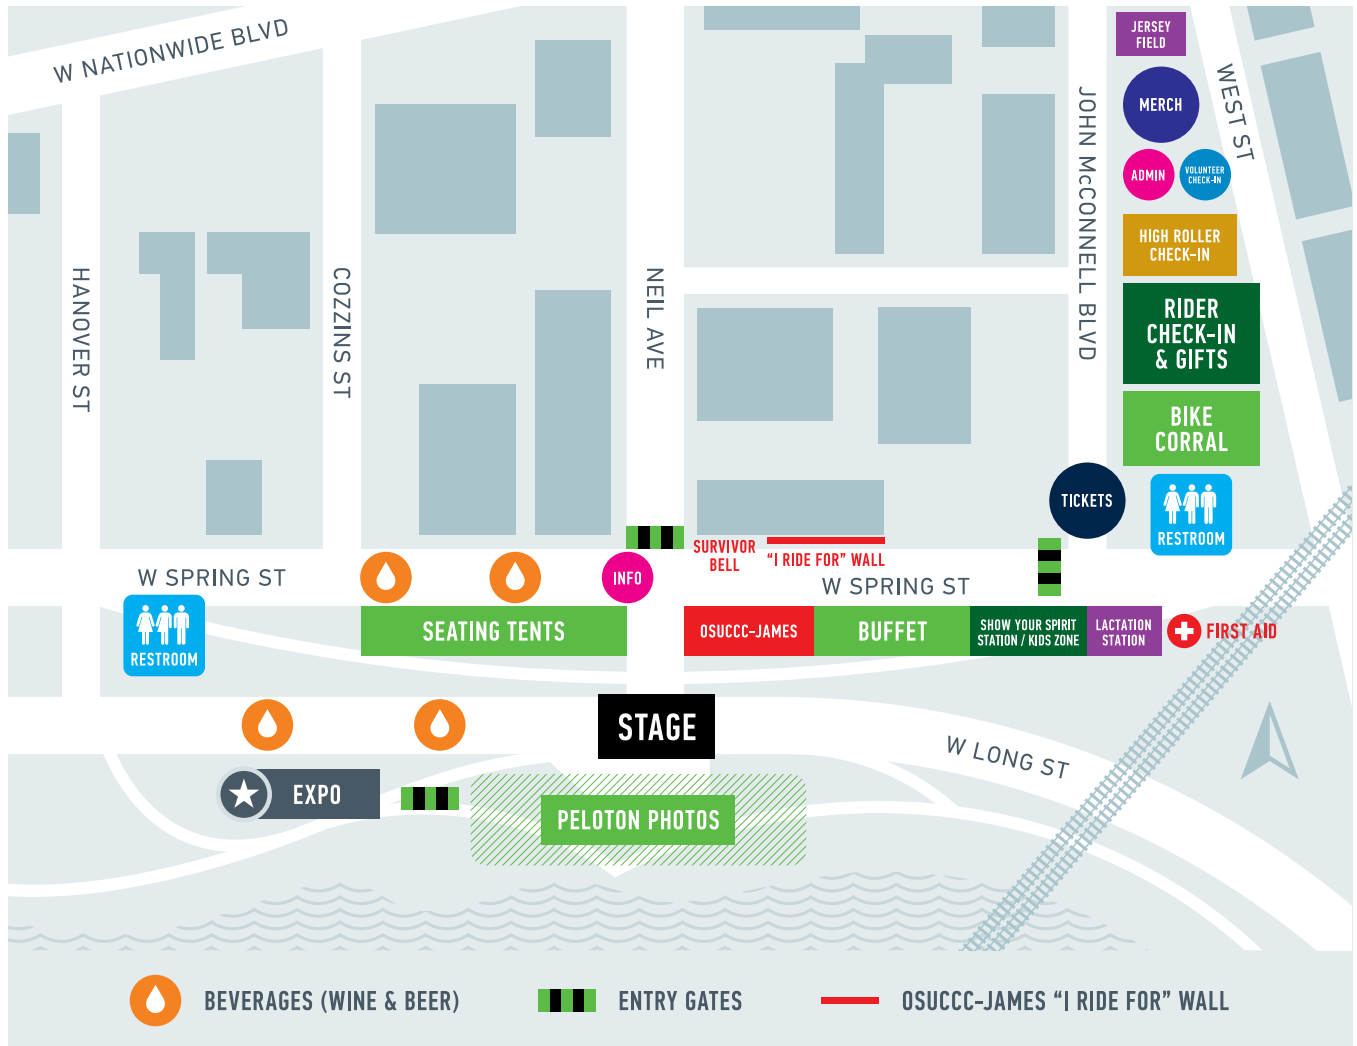 W NATIONWIDE BLVD
JERSEY
FIELD
MERCH
WEST ST
JOHN McCONNELL BLVD
ADMIN
VOLUNTEER
CHECK-IN
HIGH ROLLER
CHECK-IN
HANOVER ST
COZZINS ST
NEIL AVE
RIDER
CHECK-IN
& GIFTS
BIKE
CORRAL
TICKETS
RESTROOM
SURVIVOR
BELL
“I RIDE FOR” WALL
W SPRING ST
INFO
W SPRING ST
RESTROOM
SEATING TENTS
OSUCCC-JAMES
BUFFET
SHOW YOUR SPIRIT
STATION / KIDS ZONE
LACTATION
STATION
FIRST AID
STAGE
W LONG ST
EXPO
PELOTON PHOTOS
BEVERAGES (WINE & BEER)
ENTRY GATES
OSUCCC-JAMES “I RIDE FOR” WALL